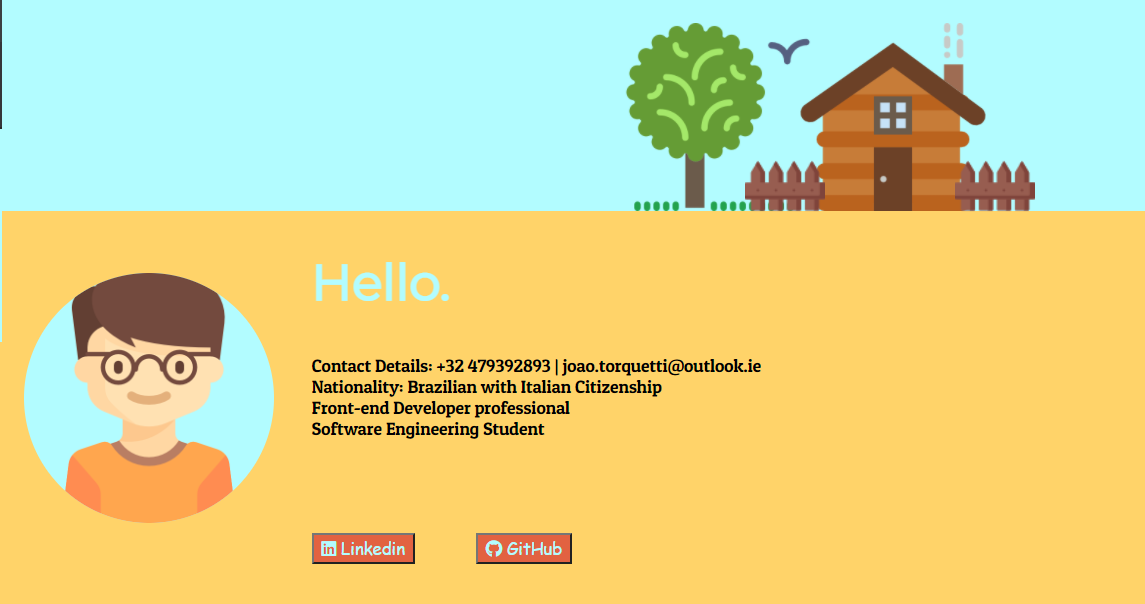 Hello.
Contact Details: +32 479392893 | joao.torquetti@outlook.ie
Nationality: Brazilian with Italian Citizenship
Front-end Developer professional
Software Engineering Student
Linkedin GitHub